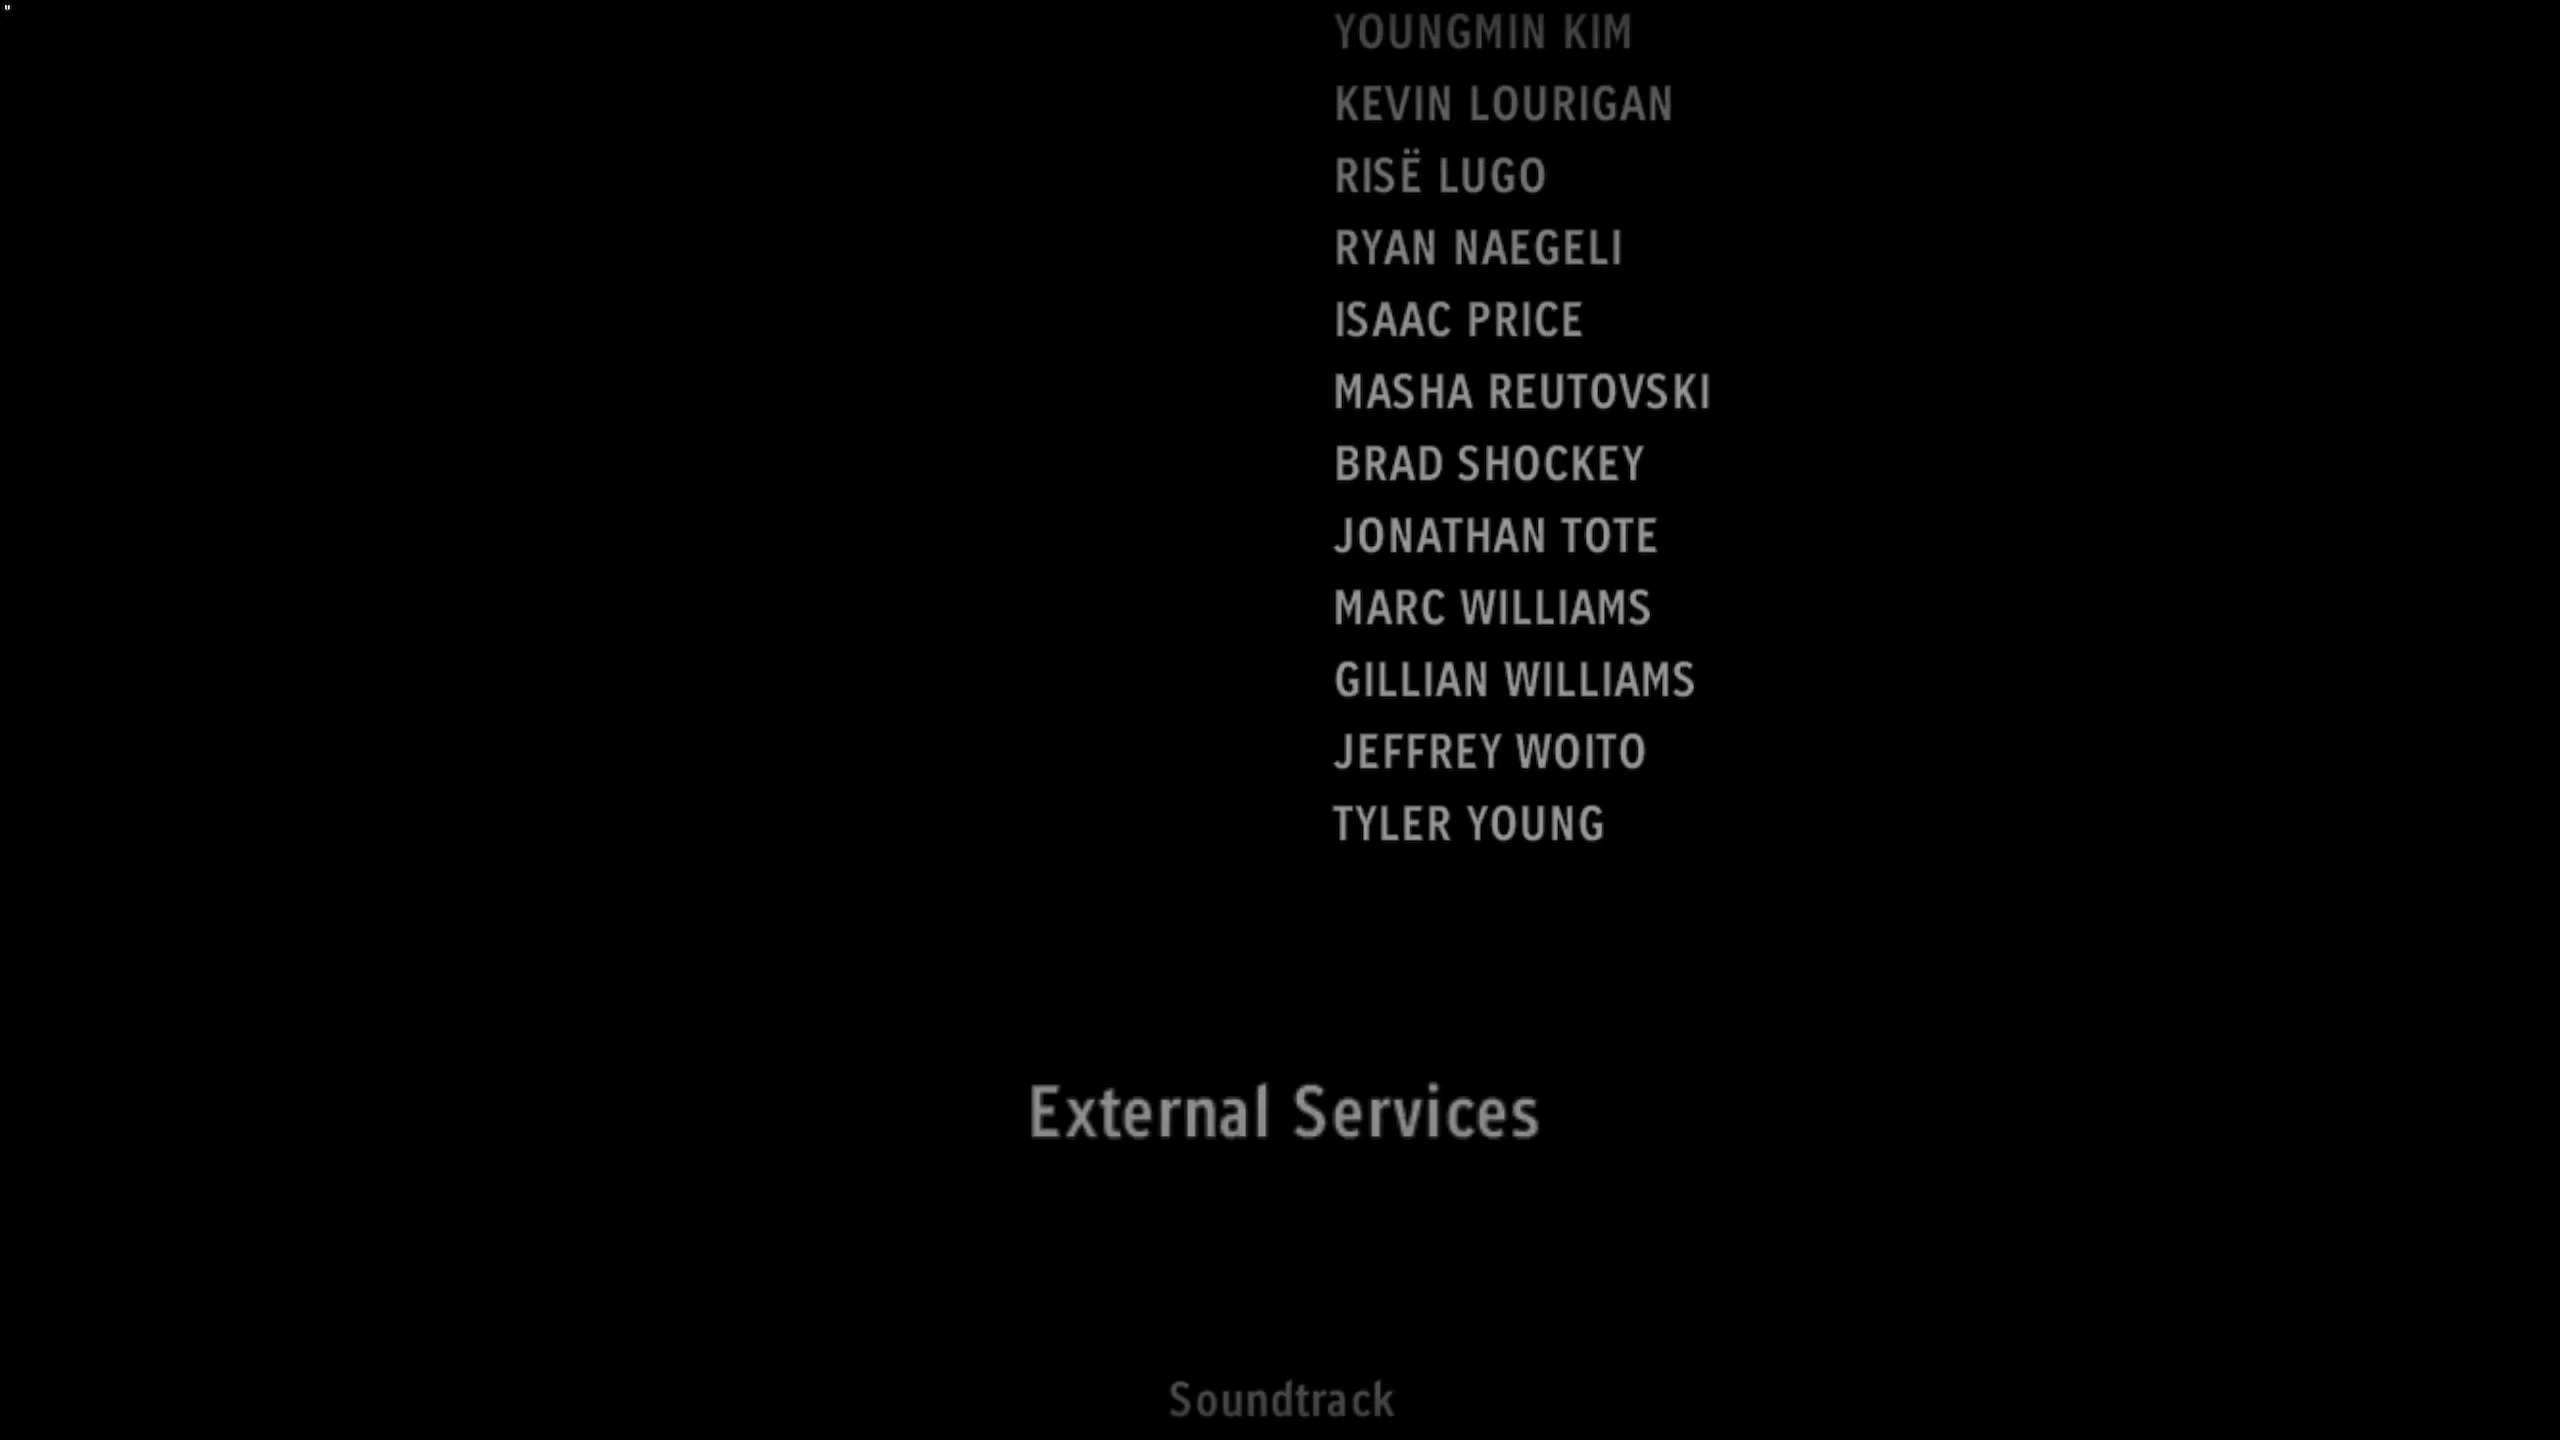 "
YOUNGMIN KIM
KEVIN LOURIGAN
RISË LUGO
RYAN NAEGELI
ISAAC PRICE
MASHA REUTOVSKI
BRAD SHOCKEY
JONATHAN TOTE
MARC WILLIAMS
GILLIAN WILLIAMS
JEFFREY WOITO
TYLER YOUNG
External Services
Soundtrack